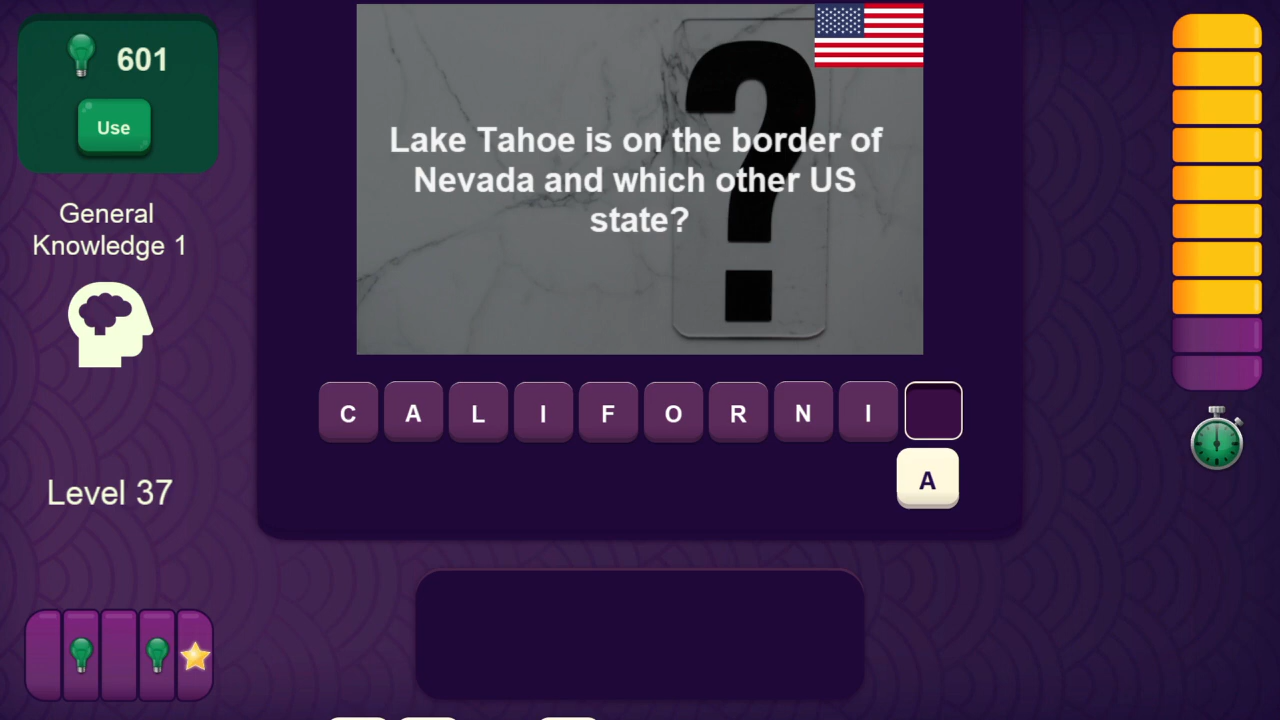 601
Use
General
Knowledge 1
Level 37
Lake Tahoe is on the border of
Nevada and which other US
state?
C A L I F O R N I
A